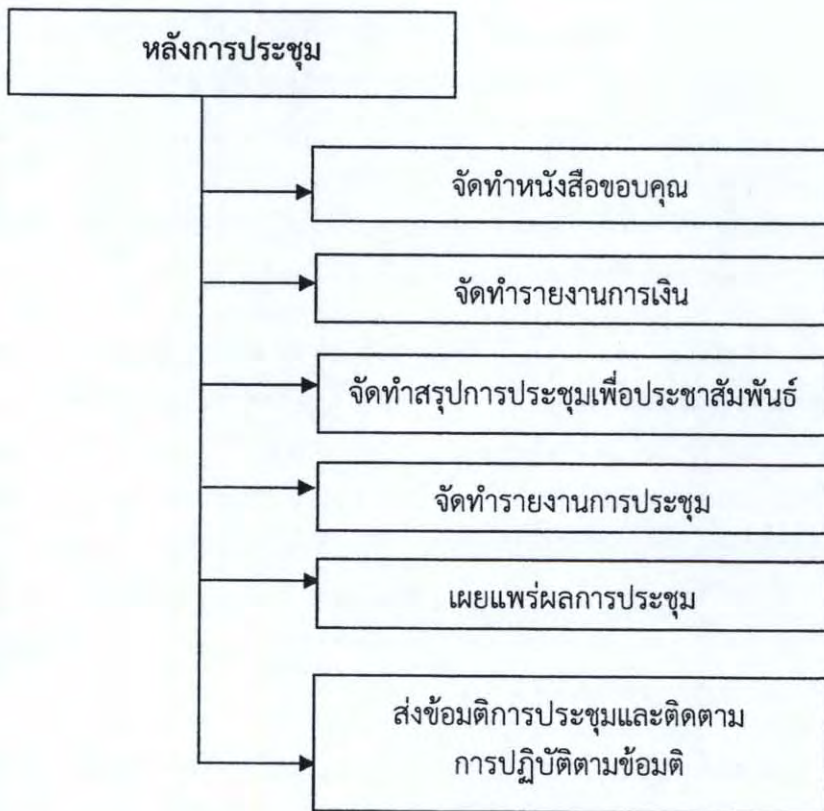 หลังการประชุม
จัดทำหนังสือขอบคุณ
จัดทำรายงานการเงิน
จัดทำสรุปการประชุมเพื่อประชาสัมพันธ์
จัดทำรายงานการประชุม
เผยแพร่ผลการประชุม
ส่งข้อมติการประชุมและติดตาม
การปฏิบัติตามข้อมติ